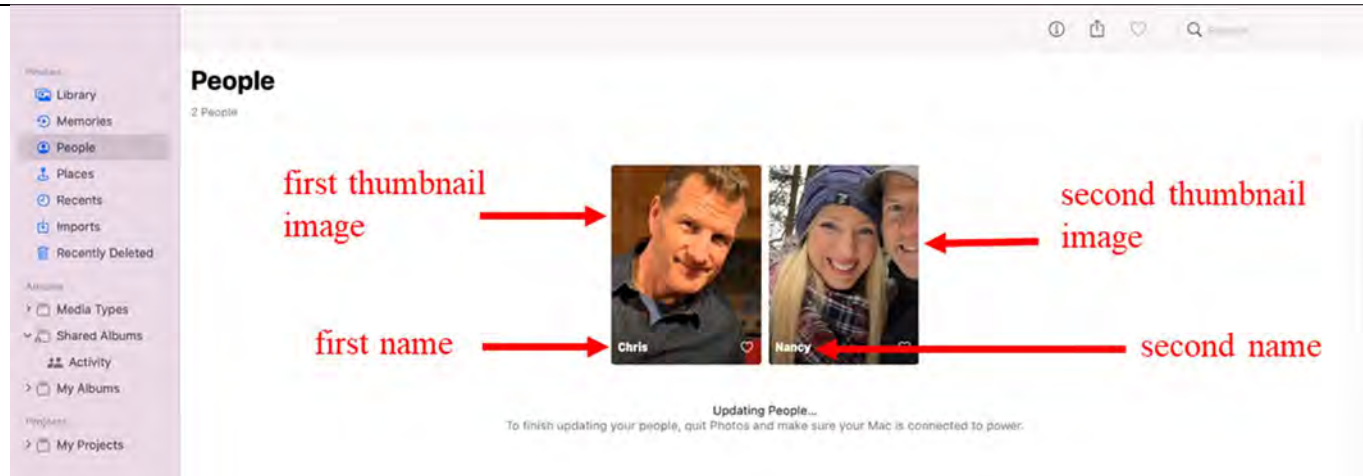 People
2 People
Library
Memories
People
Places
Recents
Imports
Recently Deleted
Albums
Media Types
Shared Albums
Activity
My Albums
Projects
My Projects
first thumbnail
image
second thumbnail
image
first name
Chris
Nancy
second name
Updating People...
To finish updating your people, quit Photos and make sure your Mac is connected to power.